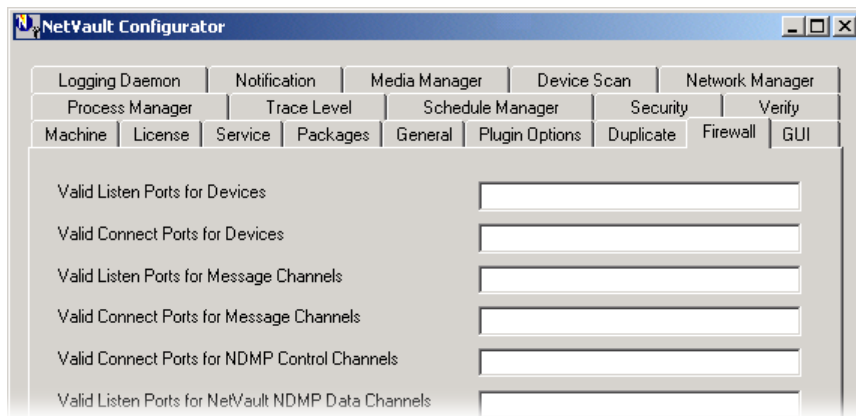 NetVault Configurator
Logging Daemon Notification Media Manager Device Scan Network Manager
Process Manager Trace Level Schedule Manager Security Verify
Machine License Service Packages General Plugin Options Duplicate Firewall GUI
Valid Listen Ports for Devices
Valid Connect Ports for Devices
Valid Listen Ports for Message Channels
Valid Connect Ports for Message Channels
Valid Connect Ports for NDMP Control Channels
Valid Listen Ports for NetVault NDMP Data Channels